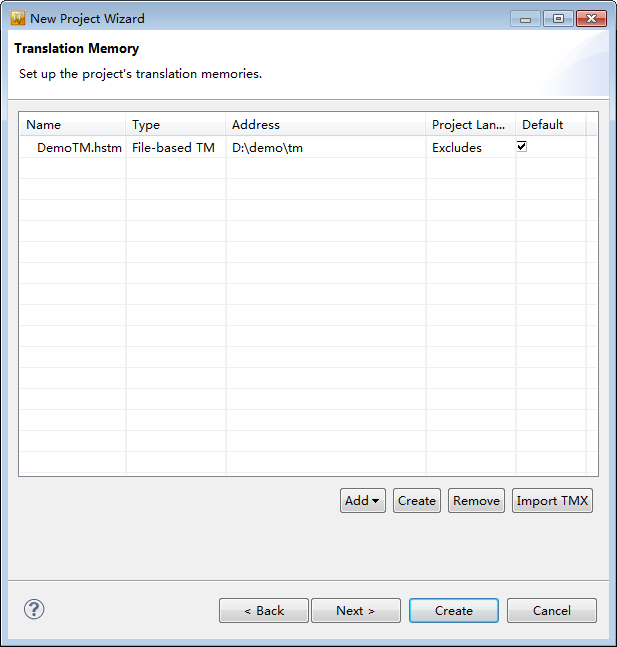 New Project Wizard
Translation Memory
Set up the project's translation memories.
Name Type Address Project Lan... Default
DemoTM.hstm File-based TM D:\demo\tm Excludes
Add Create Remove Import TMX
? < Back Next > Create Cancel